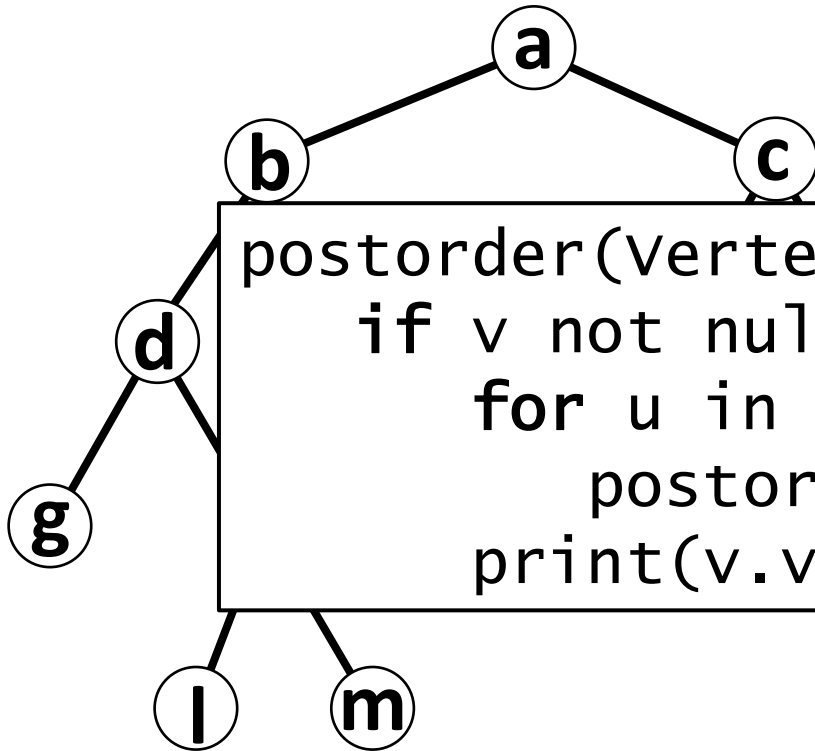 a
b
c
postorder(Verte
if v not nul
d
for u in
postor
g
print(v.v
l
m